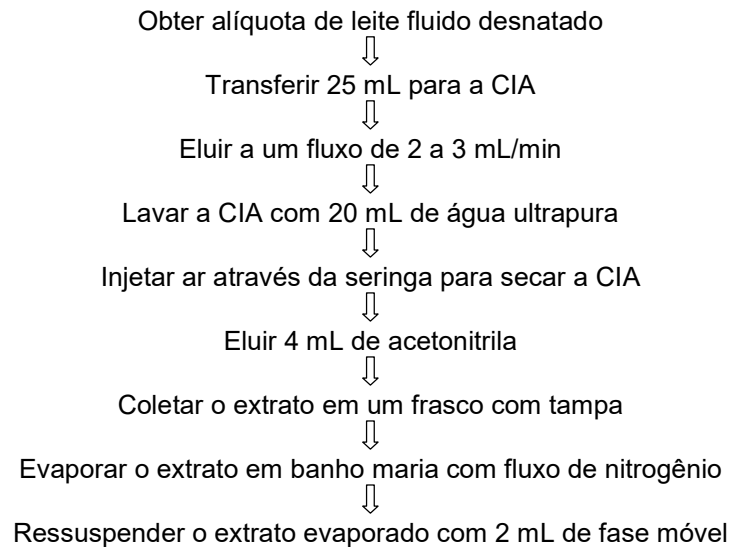 Obter alíquota de leite fluido desnatado
Transferir 25 mL para a CIA
Eluir a um fluxo de 2 a 3 mL/min
Lavar a CIA com 20 mL de água ultrapura
Injetar ar através da seringa para secar a CIA
Eluir 4 mL de acetonitrila
Coletar o extrato em um frasco com tampa
Evaporar o extrato em banho maria com fluxo de nitrogênio
Ressuspender o extrato evaporado com 2 mL de fase móvel